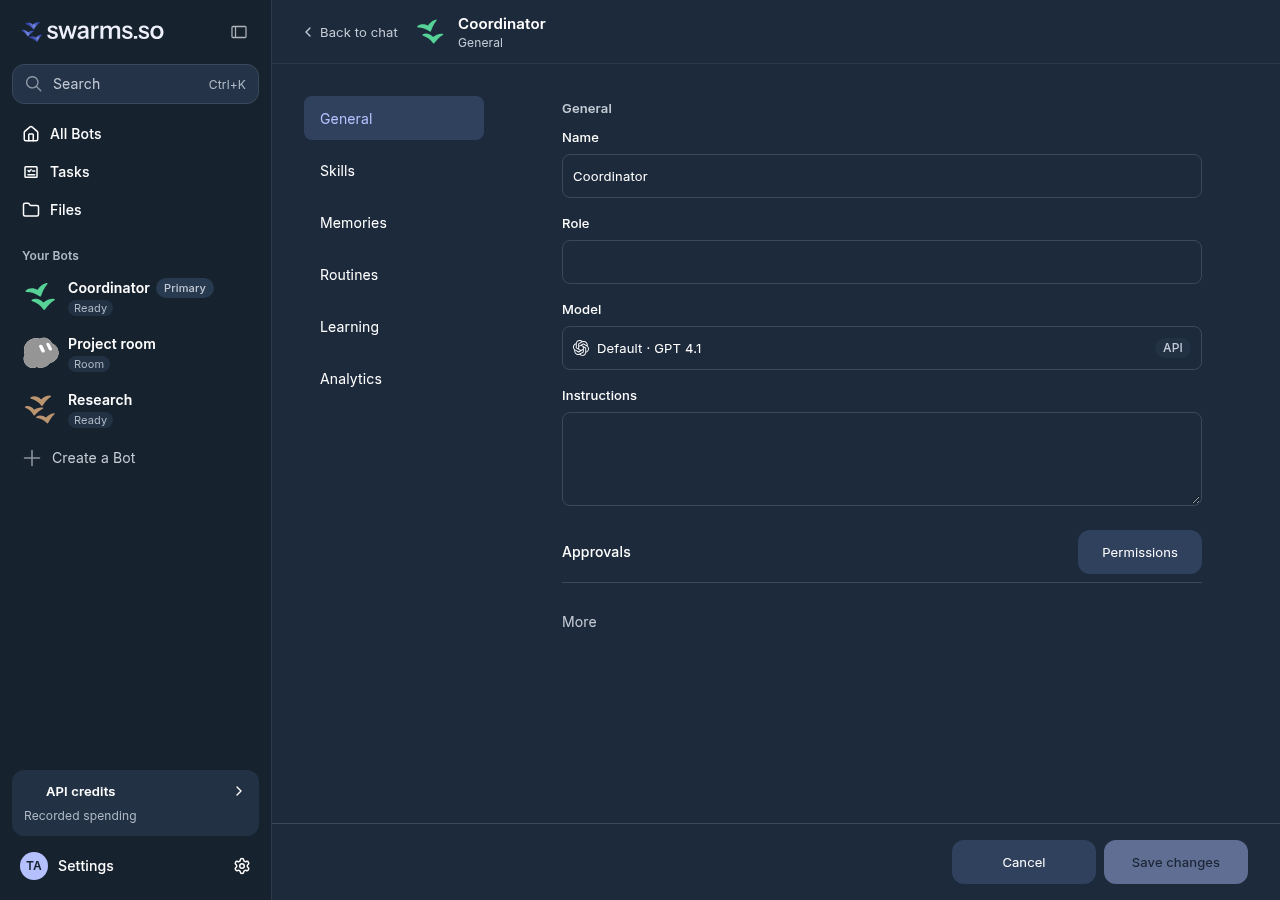 swarms.so
Search Ctrl+K
All Bots
Tasks
Files
Your Bots
Coordinator Primary
Ready
Project room
Room
Research
Ready
Create a Bot
API credits
Recorded spending
TA Settings
Back to chat
Coordinator
General
General
Skills
Memories
Routines
Learning
Analytics
General
Name
Coordinator
Role
Model
Default · GPT 4.1 API
Instructions
Approvals Permissions
More
Cancel Save changes